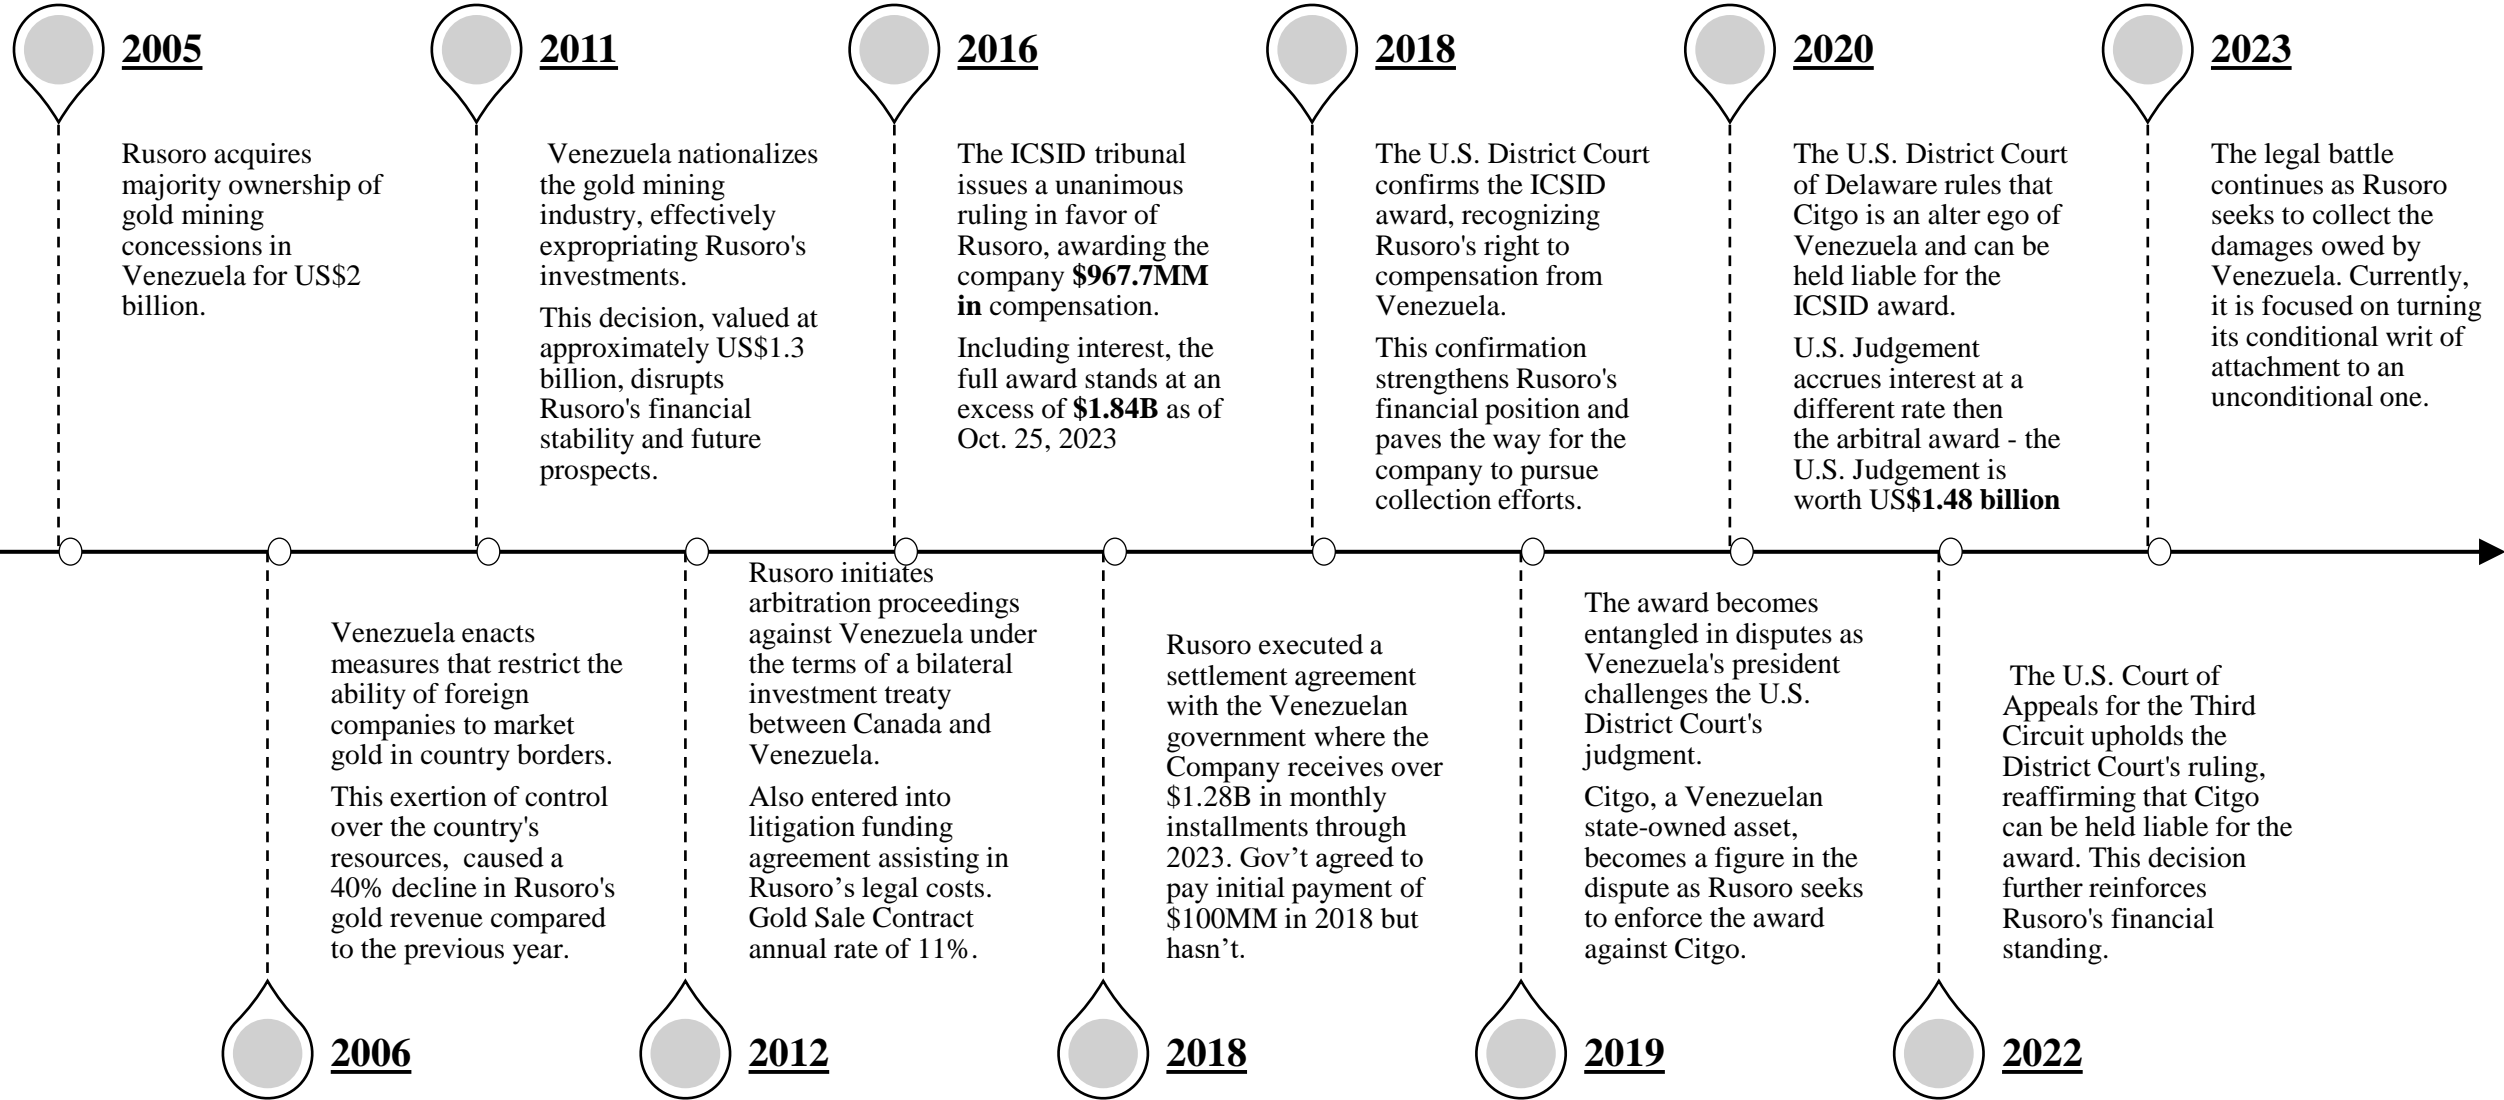 2005
Rusoro acquires
majority ownership of
gold mining
concessions in
Venezuela for US$2
billion.
2006
Venezuela enacts
measures that restrict the
ability of foreign
companies to market
gold in country borders.
This exertion of control
over the country's
resources, caused a
40% decline in Rusoro's
gold revenue compared
to the previous year.
2011
Venezuela nationalizes
the gold mining
industry, effectively
expropriating Rusoro's
investments.
This decision, valued at
approximately US$1.3
billion, disrupts
Rusoro's financial
stability and future
prospects.
2012
Rusoro initiates
arbitration proceedings
against Venezuela under
the terms of a bilateral
investment treaty
between Canada and
Venezuela.
Also entered into
litigation funding
agreement assisting in
Rusoro’s legal costs.
Gold Sale Contract
annual rate of 11%.
2016
The ICSID tribunal
issues a unanimous
ruling in favor of
Rusoro, awarding the
company $967.7MM
in compensation.
Including interest, the
full award stands at an
excess of $1.84B as of
Oct. 25, 2023
2018
Rusoro executed a
settlement agreement
with the Venezuelan
government where the
Company receives over
$1.28B in monthly
installments through
2023. Gov’t agreed to
pay initial payment of
$100MM in 2018 but
hasn’t.
2018
The U.S. District Court
confirms the ICSID
award, recognizing
Rusoro's right to
compensation from
Venezuela.
This confirmation
strengthens Rusoro's
financial position and
paves the way for the
company to pursue
collection efforts.
2019
The award becomes
entangled in disputes as
Venezuela's president
challenges the U.S.
District Court's
judgment.
Citgo, a Venezuelan
state-owned asset,
becomes a figure in the
dispute as Rusoro seeks
to enforce the award
against Citgo.
2020
The U.S. District Court
of Delaware rules that
Citgo is an alter ego of
Venezuela and can be
held liable for the
ICSID award.
U.S. Judgement
accrues interest at a
different rate then
the arbitral award - the
U.S. Judgement is
worth US$1.48 billion
2022
The U.S. Court of
Appeals for the Third
Circuit upholds the
District Court's ruling,
reaffirming that Citgo
can be held liable for the
award. This decision
further reinforces
Rusoro's financial
standing.
2023
The legal battle
continues as Rusoro
seeks to collect the
damages owed by
Venezuela. Currently,
it is focused on turning
its conditional writ of
attachment to an
unconditional one.